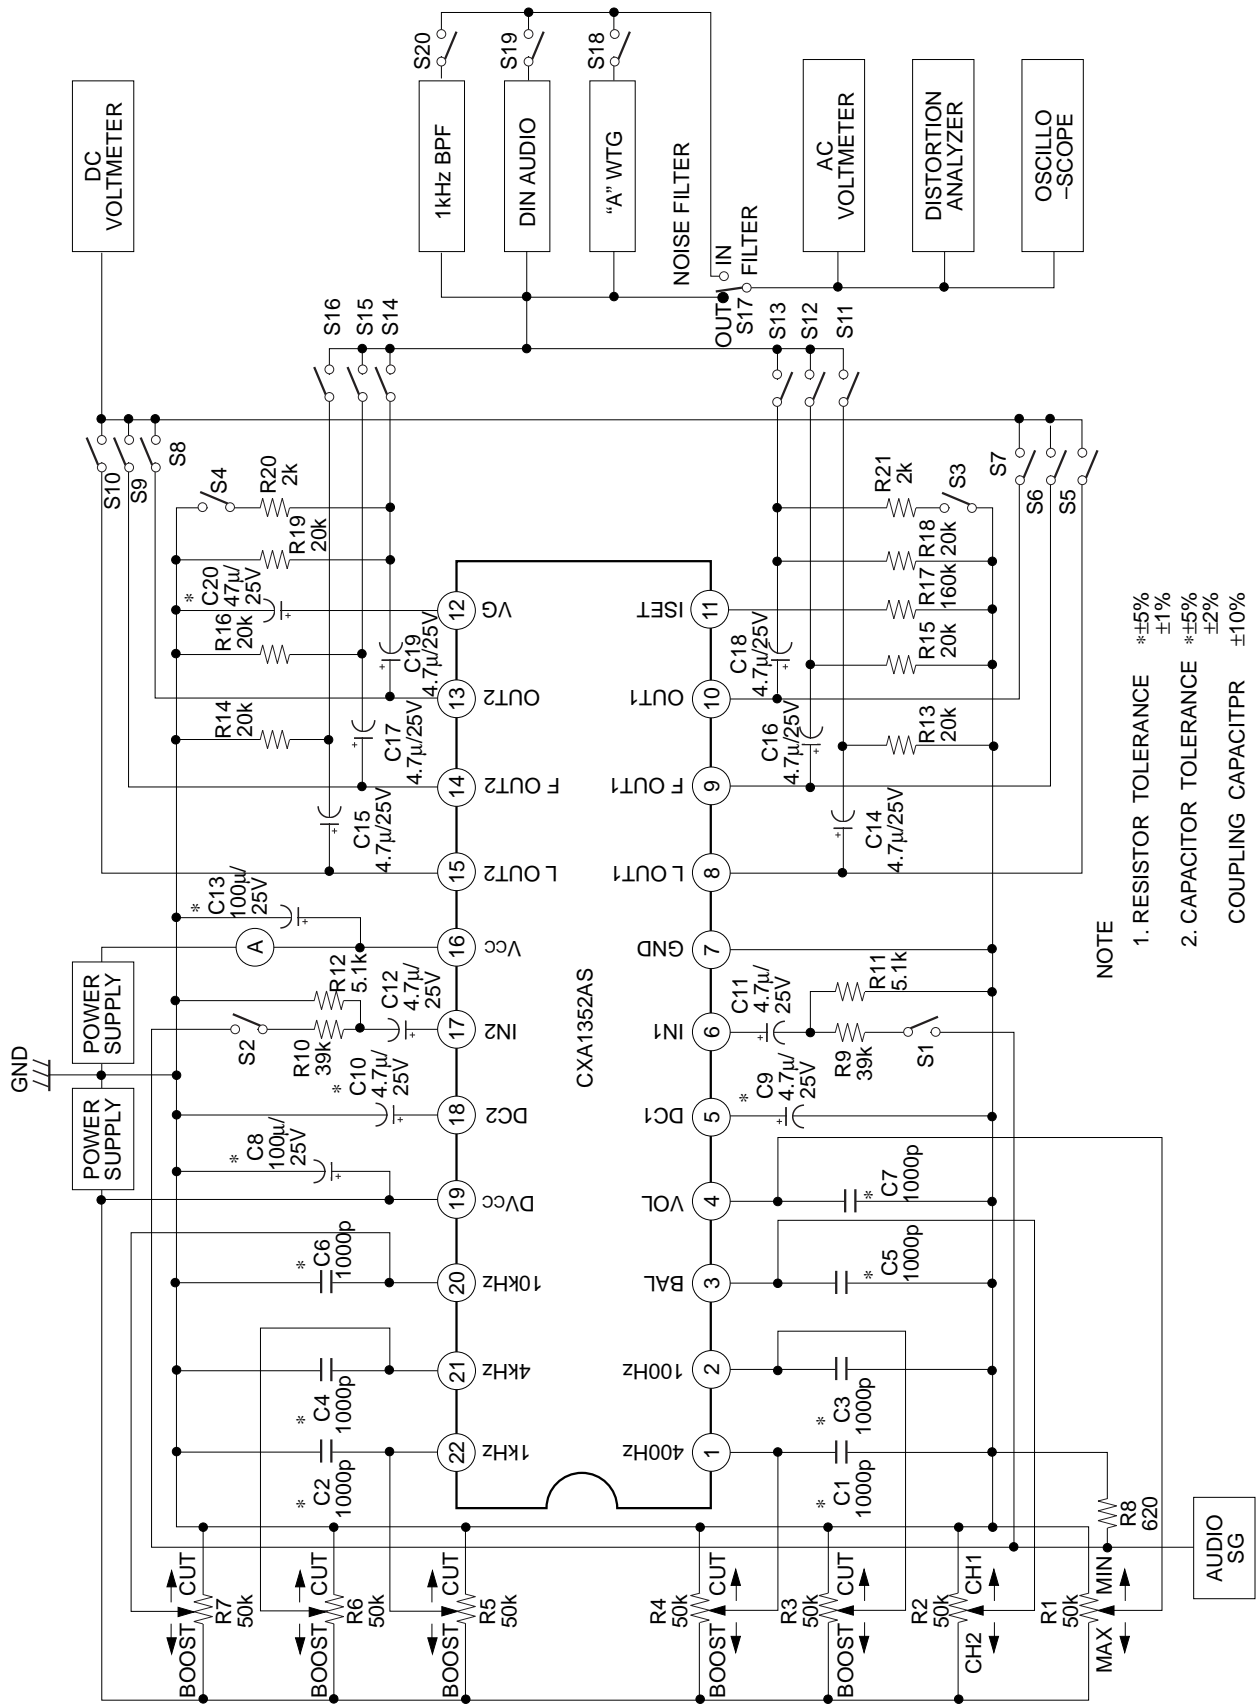 GND
POWER
SUPPLY
POWER
SUPPLY
DC
VOLTMETER
A
R7
50k
BOOST
CUT
R6
50k
BOOST
CUT
R5
50k
BOOST
CUT
R4
50k
BOOST
CUT
R3
50k
BOOST
CUT
R2
50k
CH2
CH1
R1
50k
MAX
MIN
R8
620
AUDIO
SG
* C2
1000p
* C4
1000p
* C6
1000p
* C8
100µ/
25V
* C10
4.7µ/
25V
S2
R10
39k
R12
5.1k
C12
4.7µ/
25V
* C13
100µ/
25V
C15
4.7µ/25V
R14
20k
C17
4.7µ/25V
R16
20k
* C20
47µ/
25V
C19
4.7µ/25V
R19
20k
R20
2k
S4
S10
S9
S8
S16
S15
S14
22
1kHz
21
4kHz
20
10kHz
19
DVcc
18
DC2
17
IN2
16
Vcc
15
L OUT2
14
F OUT2
13
OUT2
12
VG
CXA1352AS
1
400Hz
2
100Hz
3
BAL
4
VOL
5
DC1
6
IN1
7
GND
8
L OUT1
9
F OUT1
10
OUT1
11
ISET
* C1
1000p
* C3
1000p
* C5
1000p
* C7
1000p
* C9
4.7µ/
25V
C11
4.7µ/
25V
R9
39k
S1
R11
5.1k
C14
4.7µ/25V
R13
20k
C16
4.7µ/25V
R15
20k
C18
4.7µ/25V
R17
160k
R18
20k
R21
2k
S3
S7
S6
S5
S13
S12
S11
S20
1kHz BPF
S19
DIN AUDIO
S18
"A" WTG
NOISE FILTER
OUT
IN
S17
FILTER
AC
VOLTMETER
DISTORTION
ANALYZER
OSCILLO
–SCOPE
NOTE
1. RESISTOR TOLERANCE *±5%
±1%
2. CAPACITOR TOLERANCE *±5%
±2%
COUPLING CAPACITPR ±10%